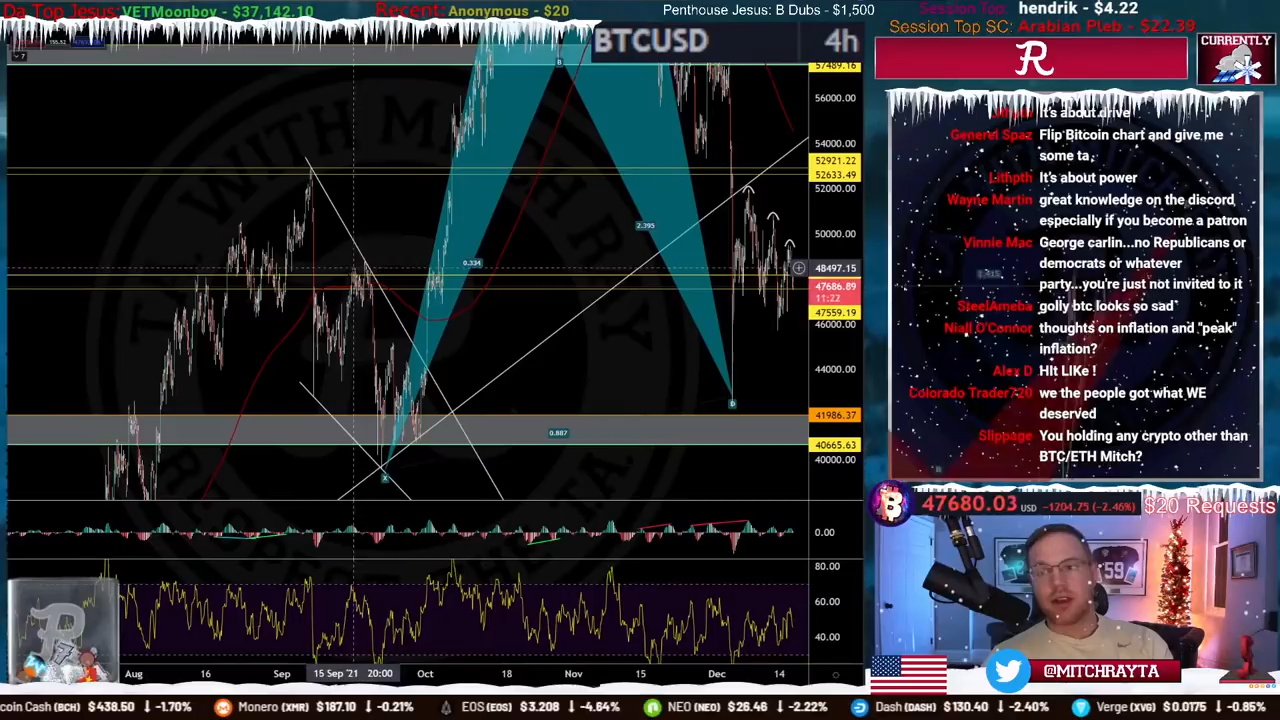 Da Top Jesus: VETMoonboy - $37,142.10
Recent: Anonymous - $20
Penthouse Jesus: B Dubs - $1,500
Session Top: hendrik - $4.22
Session Top SC: Arabian Pleb - $22.39
BTCUSD 4h
CURRENTLY
R
57489.16
56000.00
54000.00
52921.22
52633.49
52000.00
50000.00
48497.15
47686.89
11:22
47559.19
46000.00
44000.00
41986.37
40665.63
40000.00
0.00
80.00
60.00
40.00
7
B
2.395
0.334
D
0.887
X
Aug 16 Sep 15 Sep '21 20:00 Oct 18 Nov 15 Dec 14
It's about drive
General Spaz Flip Bitcoin chart and give me
some ta
Lithpth It's about power
Wayne Martin great knowledge on the discord
especially if you become a patron
Vinnie Mac George carlin...no Republicans or
democrats or whatever
party...you're just not invited to it
SteelAmeba golly btc looks so sad
Niall O'Connor thoughts on inflation and "peak"
inflation?
Alex D HIt LIKe !
Colorado Trader720 we the people got what WE
deserved
Slippage You holding any crypto other than
BTC/ETH Mitch?
47680.03 USD -1204.75 (-2.46%) $20 Requests
59
@MITCHRAYTA
coin Cash (BCH) $438.50 -1.70% Monero (XMR) $187.10 -0.21% EOS (EOS) $3.208 -4.64% NEO (NEO) $26.46 -2.22% Dash (DASH) $130.40 -2.40% Verge (XVG) $0.0175 -0.85%